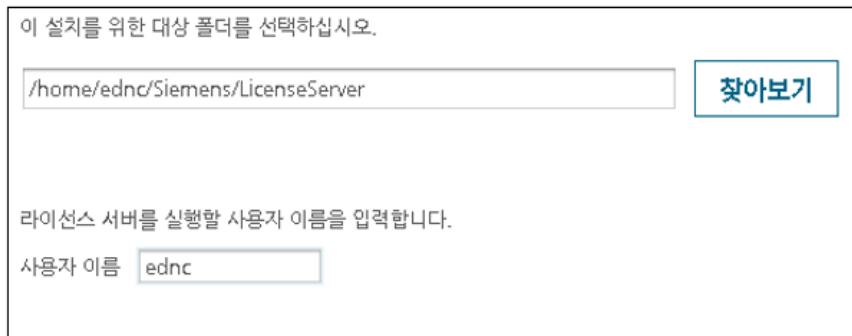 이 설치를 위한 대상 폴더를 선택하십시오.
/home/ednc/Siemens/LicenseServer 찾아보기
라이선스 서버를 실행할 사용자 이름을 입력합니다.
사용자 이름 ednc